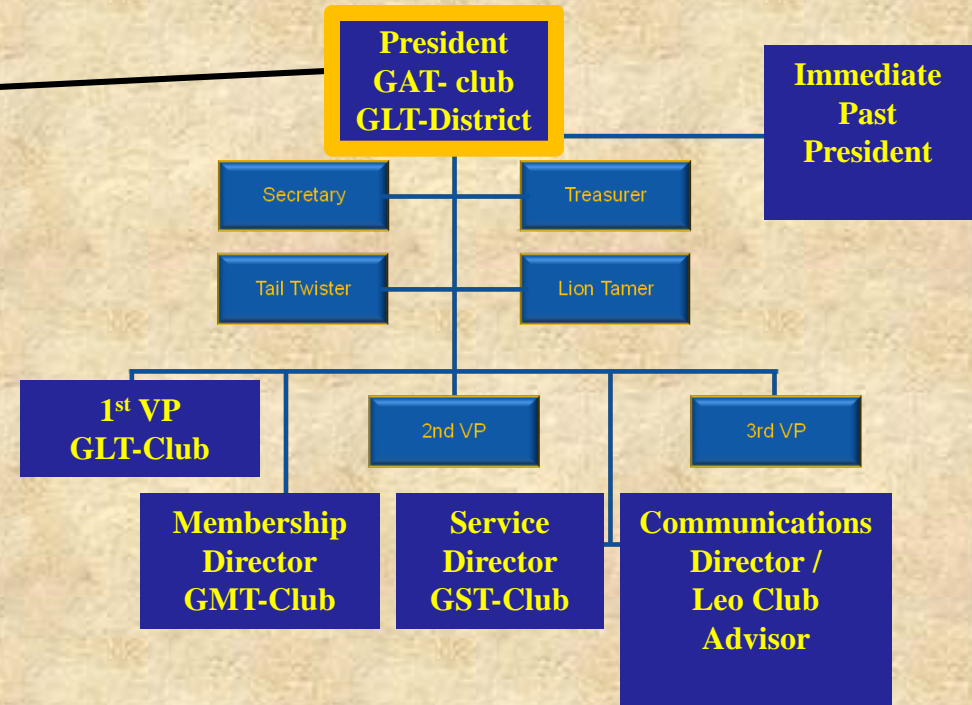 President
GAT- club
GLT-District
Immediate
Past
President
Secretary
Treasurer
Tail Twister
Lion Tamer
1st VP
GLT-Club
2nd VP
3rd VP
Membership
Director
GMT-Club
Service
Director
GST-Club
Communications
Director /
Leo Club
Advisor